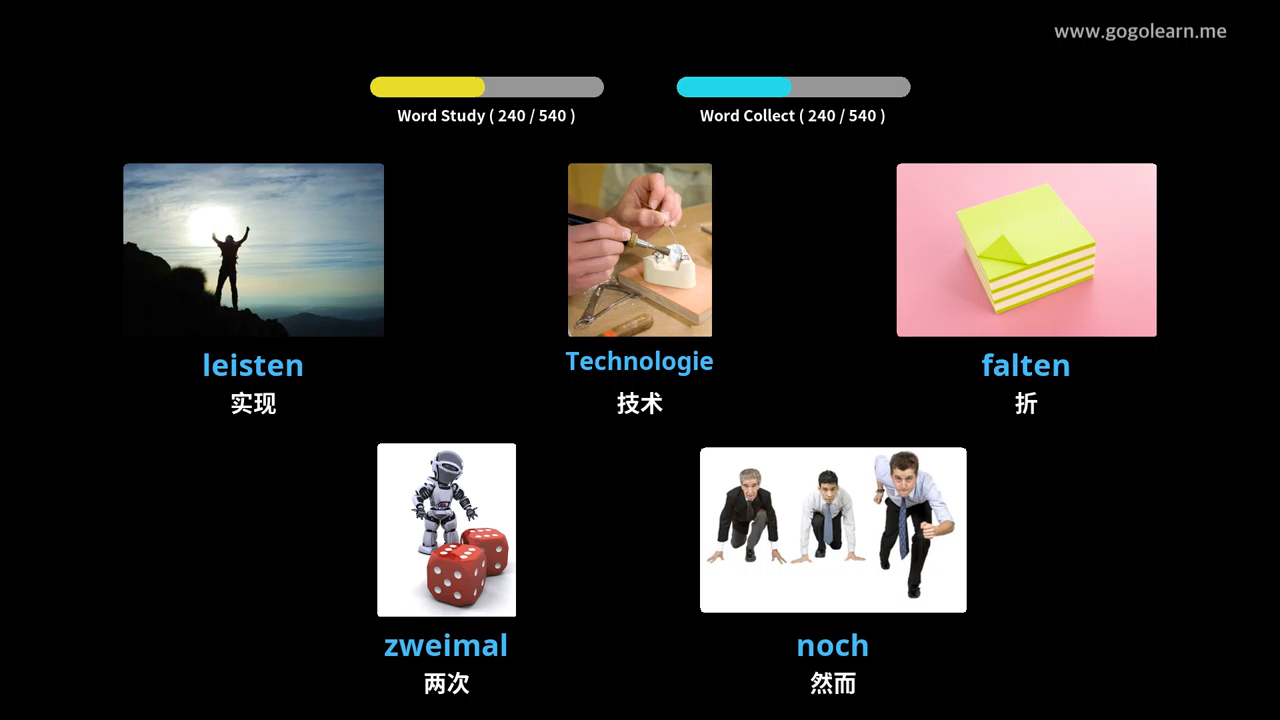 www.gogolearn.me
Word Study ( 240 / 540 )
Word Collect ( 240 / 540 )
leisten
实现
Technologie
技术
falten
折
zweimal
两次
noch
然而